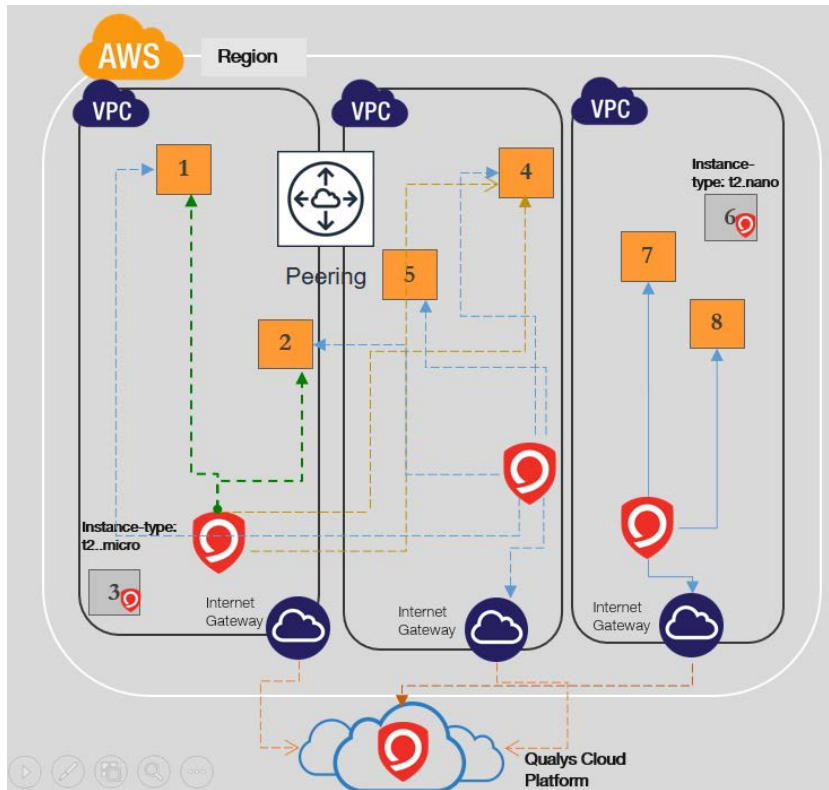 AWS
Region
VPC
VPC
VPC
1
4
Instance-
type: t2.nano
6
7
Peering
5
8
2
Instance-type:
t2..micro
3
Internet
Gateway
Internet
Gateway
Internet
Gateway
Qualys Cloud
Platform